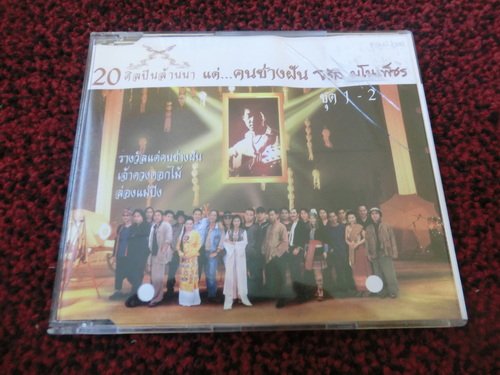 20 ศิลปินล้านนา แด่...คนช่างฝัน จรัล มโนเพ็ชร
ชุด 1 - 2
รางวัลแด่คนช่างฝัน
เจ้าดวงดอกไม้
ล่องแม่ปิง